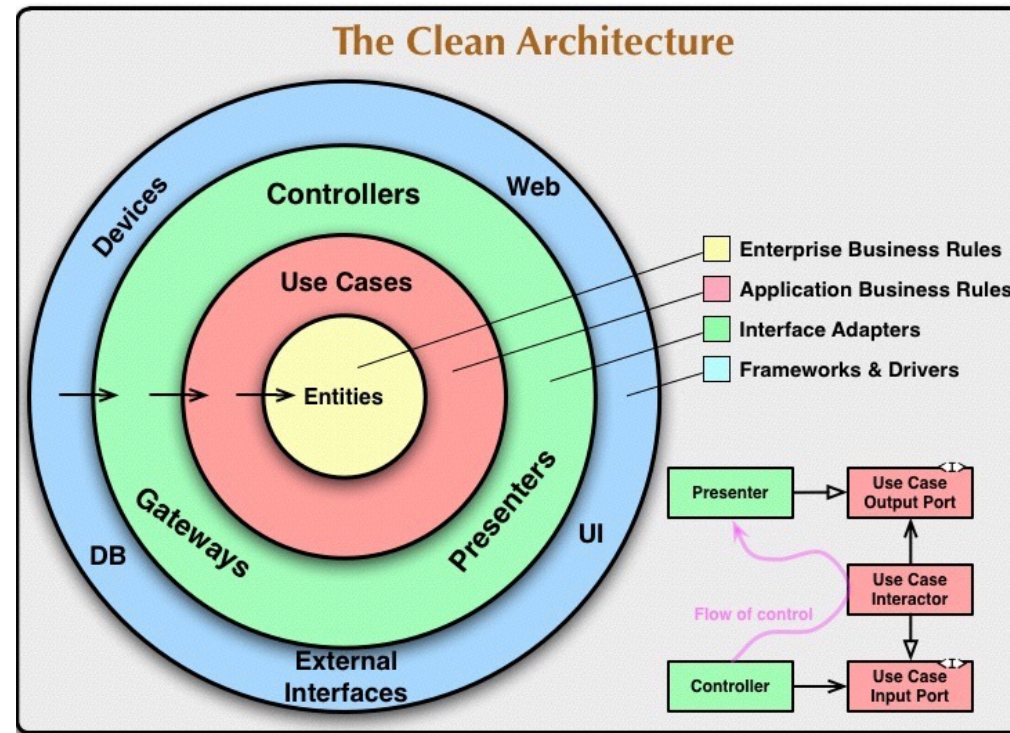 The Clean Architecture
Devices
Web
Controllers
Use Cases
Entities
Gateways
Presenters
DB
UI
External
Interfaces
Enterprise Business Rules
Application Business Rules
Interface Adapters
Frameworks & Drivers
Presenter
<I>
Use Case
Output Port
Use Case
Interactor
Flow of control
Controller
<I>
Use Case
Input Port